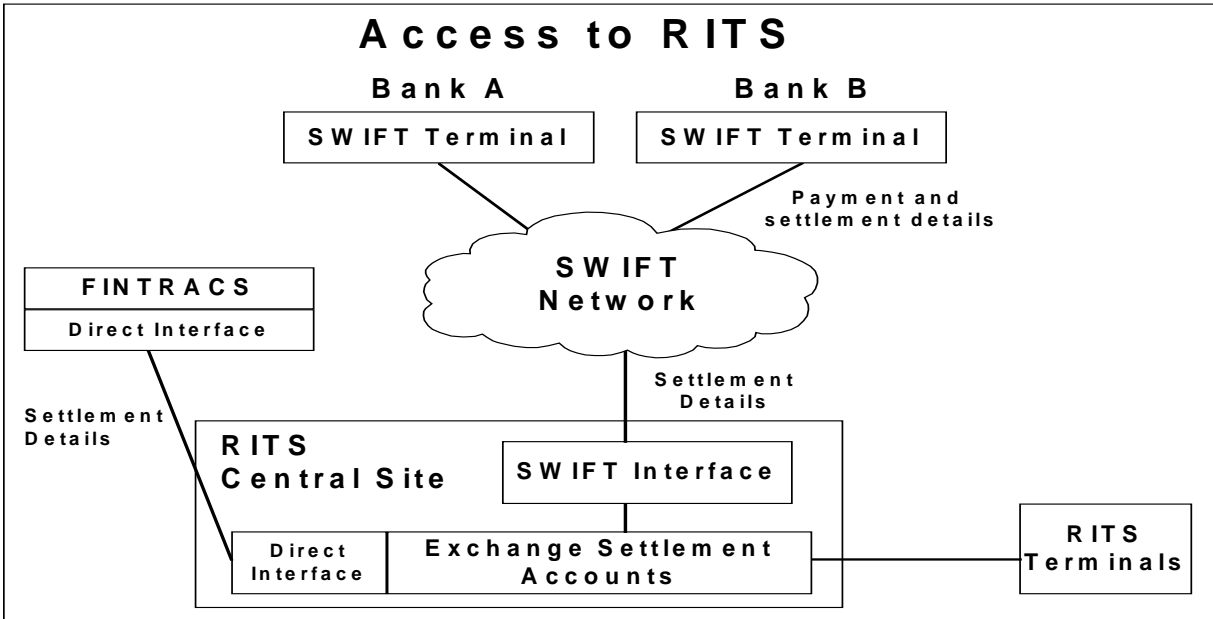 Access to RITS
Bank A
Bank B
SWIFT Terminal
SWIFT Terminal
Payment and
settlement details
SWIFT
Network
FINTRACS
Direct Interface
Settlement
Details
Settlement
Details
RITS
Central Site
SWIFT Interface
Direct
Interface
Exchange Settlement
Accounts
RITS
Terminals